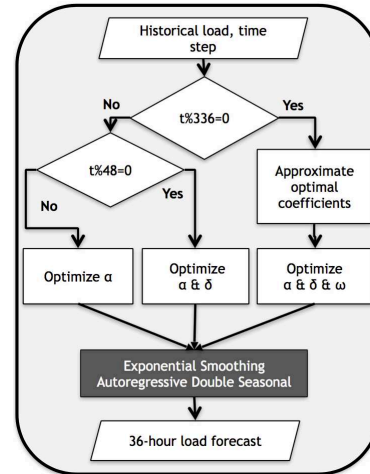 Historical load, time
step
No
Yes
t%336=0
t%48=0
Approximate
optimal
coefficients
No
Yes
Optimize α
Optimize
α & δ
Optimize
α & δ & ω
Exponential Smoothing
Autoregressive Double Seasonal
36-hour load forecast